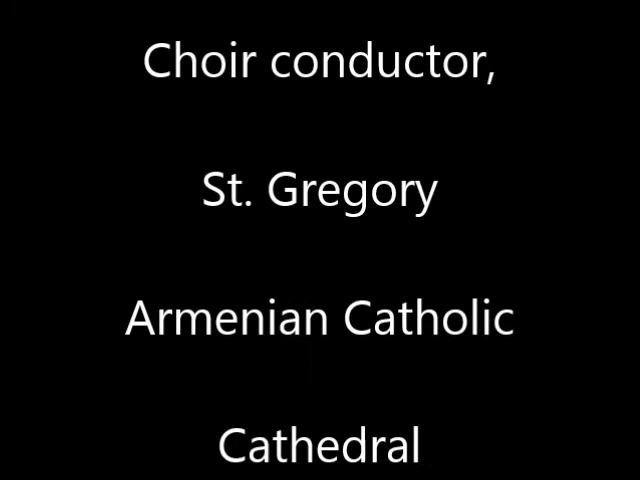 Choir conductor,
St. Gregory
Armenian Catholic
Cathedral